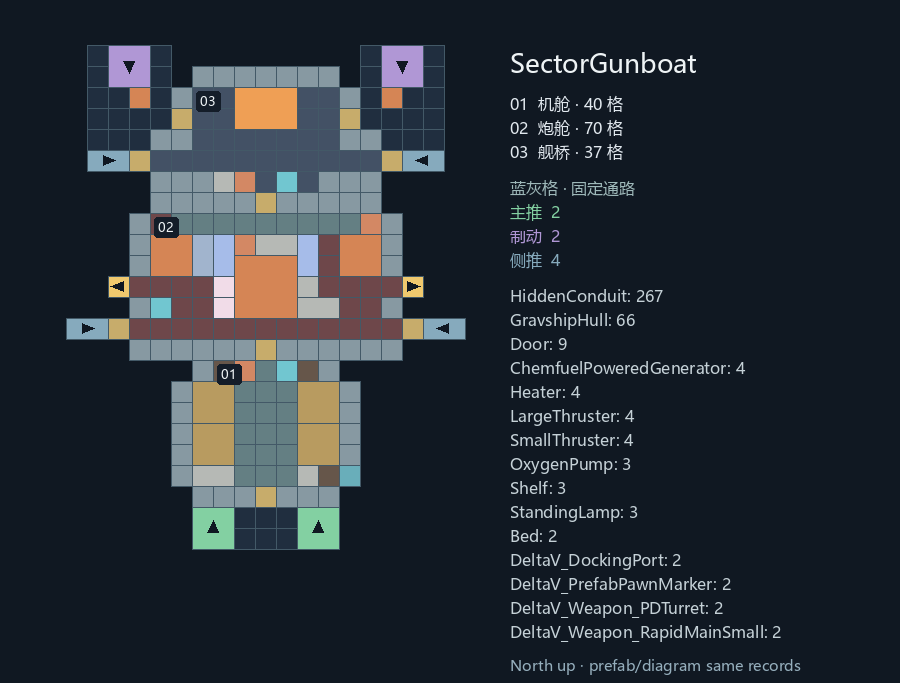 SectorGunboat
01 机舱 · 40 格
02 炮舱 · 70 格
03 舰桥 · 37 格
蓝灰格 · 固定通路
主推 2
制动 2
侧推 4
HiddenConduit: 267
GravshipHull: 66
Door: 9
ChemfuelPoweredGenerator: 4
Heater: 4
LargeThruster: 4
SmallThruster: 4
OxygenPump: 3
Shelf: 3
StandingLamp: 3
Bed: 2
DeltaV_DockingPort: 2
DeltaV_PrefabPawnMarker: 2
DeltaV_Weapon_PDTurret: 2
DeltaV_Weapon_RapidMainSmall: 2
North up · prefab/diagram same records
03
02
01